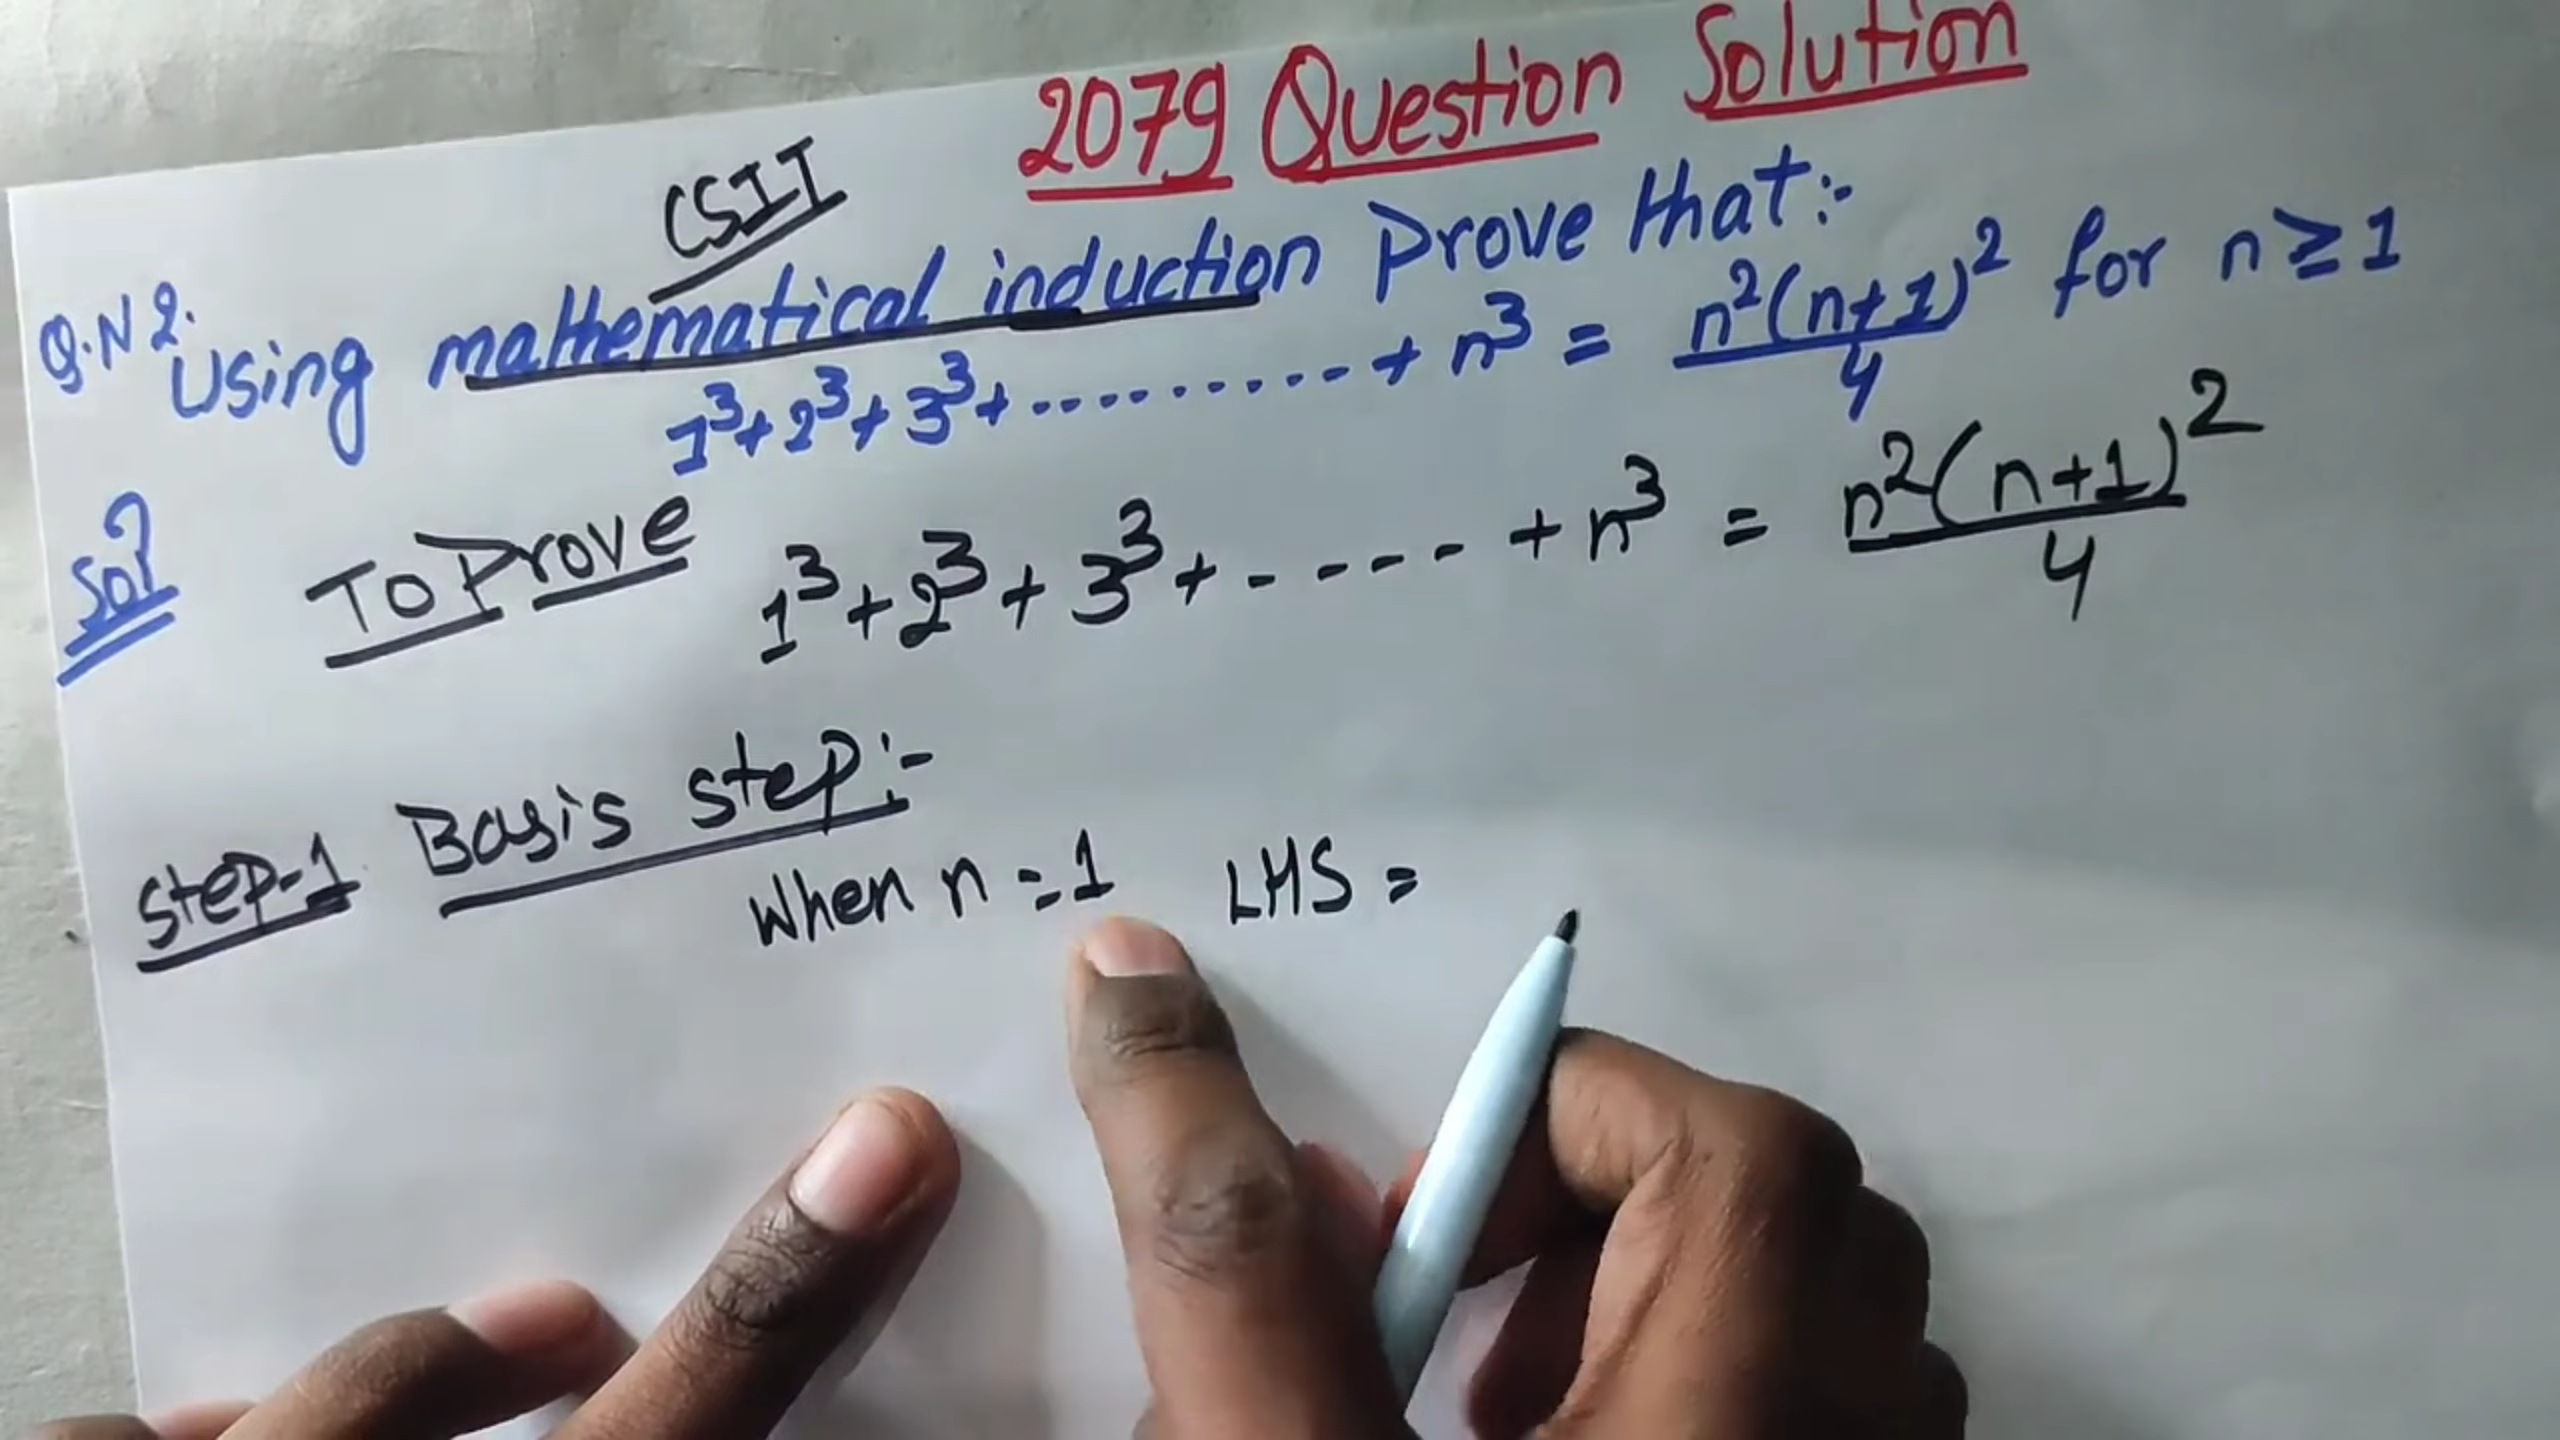 2079 Question Solution
CSIT
Q.N 2. Using mathematical induction Prove that:-
1³+2³+3³+.........+n³ = n²(n+1)²/4 for n≥1
Solⁿ
To Prove 1³+2³+3³+----+n³ = n²(n+1)²/4
Step-1 Basis step:-
When n=1 LHS =